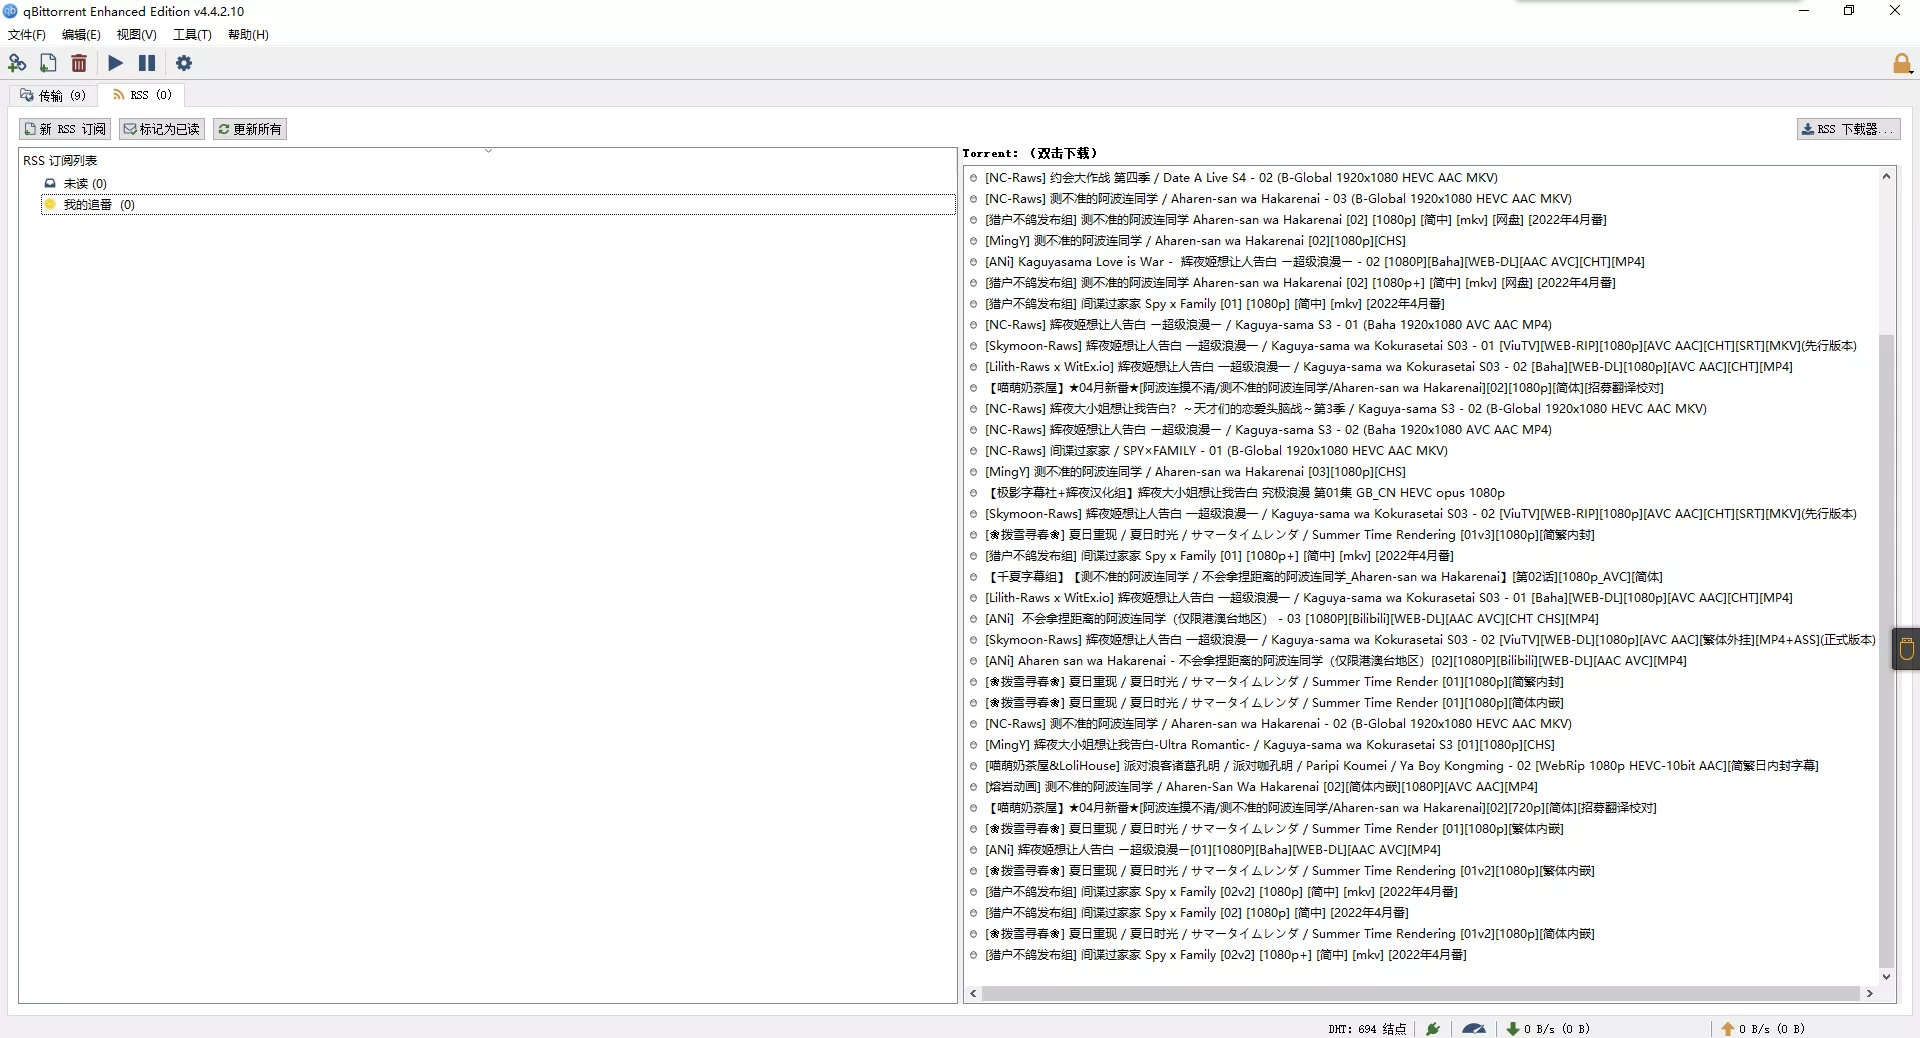 qBittorrent Enhanced Edition v4.4.2.10
文件(F) 编辑(E) 视图(V) 工具(T) 帮助(H)
传输 (9) RSS (0)
新 RSS 订阅 标记为已读 更新所有 RSS 下载器...
RSS 订阅列表
未读 (0)
我的追番 (0)
Torrent: (双击下载)
[NC-Raws] 约会大作战 第四季 / Date A Live S4 - 02 (B-Global 1920x1080 HEVC AAC MKV)
[NC-Raws] 测不准的阿波连同学 / Aharen-san wa Hakarenai - 03 (B-Global 1920x1080 HEVC AAC MKV)
[猎户不鸽发布组] 测不准的阿波连同学 Aharen-san wa Hakarenai [02] [1080p] [简中] [mkv] [网盘] [2022年4月番]
[MingY] 测不准的阿波连同学 / Aharen-san wa Hakarenai [02][1080p][CHS]
[ANi] Kaguyasama Love is War - 辉夜姬想让人告白 一超级浪漫一 - 02 [1080P][Baha][WEB-DL][AAC AVC][CHT][MP4]
[猎户不鸽发布组] 测不准的阿波连同学 Aharen-san wa Hakarenai [02] [1080p+] [简中] [mkv] [网盘] [2022年4月番]
[猎户不鸽发布组] 间谍过家家 Spy x Family [01] [1080p] [简中] [mkv] [2022年4月番]
[NC-Raws] 辉夜姬想让人告白 一超级浪漫一 / Kaguya-sama S3 - 01 (Baha 1920x1080 AVC AAC MP4)
[Skymoon-Raws] 辉夜姬想让人告白 一超级浪漫一 / Kaguya-sama wa Kokurasetai S03 - 01 [ViuTV][WEB-RIP][1080p][AVC AAC][CHT][SRT][MKV](先行版本)
[Lilith-Raws x WitEx.io] 辉夜姬想让人告白 一超级浪漫一 / Kaguya-sama wa Kokurasetai S03 - 02 [Baha][WEB-DL][1080p][AVC AAC][CHT][MP4]
【喵萌奶茶屋】★04月新番★[阿波连摸不清/测不准的阿波连同学/Aharen-san wa Hakarenai][02][1080p][简体][招募翻译校对]
[NC-Raws] 辉夜大小姐想让我告白？~天才们的恋爱头脑战~第3季 / Kaguya-sama S3 - 02 (B-Global 1920x1080 HEVC AAC MKV)
[NC-Raws] 辉夜姬想让人告白 一超级浪漫一 / Kaguya-sama S3 - 02 (Baha 1920x1080 AVC AAC MP4)
[NC-Raws] 间谍过家家 / SPY×FAMILY - 01 (B-Global 1920x1080 HEVC AAC MKV)
[MingY] 测不准的阿波连同学 / Aharen-san wa Hakarenai [03][1080p][CHS]
【极影字幕社+辉夜汉化组】辉夜大小姐想让我告白 究极浪漫 第01集 GB_CN HEVC opus 1080p
[Skymoon-Raws] 辉夜姬想让人告白 一超级浪漫一 / Kaguya-sama wa Kokurasetai S03 - 02 [ViuTV][WEB-RIP][1080p][AVC AAC][CHT][SRT][MKV](先行版本)
[❀拨雪寻春❀] 夏日重现 / 夏日时光 / サマータイムレンダ / Summer Time Rendering [01v3][1080p][简繁内封]
[猎户不鸽发布组] 间谍过家家 Spy x Family [01] [1080p+] [简中] [mkv] [2022年4月番]
【千夏字幕组】【测不准的阿波连同学 / 不会拿捏距离的阿波连同学_Aharen-san wa Hakarenai】[第02话][1080p_AVC][简体]
[Lilith-Raws x WitEx.io] 辉夜姬想让人告白 一超级浪漫一 / Kaguya-sama wa Kokurasetai S03 - 01 [Baha][WEB-DL][1080p][AVC AAC][CHT][MP4]
[ANi] 不会拿捏距离的阿波连同学（仅限港澳台地区） - 03 [1080P][Bilibili][WEB-DL][AAC AVC][CHT CHS][MP4]
[Skymoon-Raws] 辉夜姬想让人告白 一超级浪漫一 / Kaguya-sama wa Kokurasetai S03 - 02 [ViuTV][WEB-DL][1080p][AVC AAC][繁体外挂][MP4+ASS](正式版本)
[ANi] Aharen san wa Hakarenai - 不会拿捏距离的阿波连同学（仅限港澳台地区）[02][1080P][Bilibili][WEB-DL][AAC AVC][MP4]
[❀拨雪寻春❀] 夏日重现 / 夏日时光 / サマータイムレンダ / Summer Time Render [01][1080p][简繁内封]
[❀拨雪寻春❀] 夏日重现 / 夏日时光 / サマータイムレンダ / Summer Time Render [01][1080p][简体内嵌]
[NC-Raws] 测不准的阿波连同学 / Aharen-san wa Hakarenai - 02 (B-Global 1920x1080 HEVC AAC MKV)
[MingY] 辉夜大小姐想让我告白-Ultra Romantic- / Kaguya-sama wa Kokurasetai S3 [01][1080p][CHS]
[喵萌奶茶屋&LoliHouse] 派对浪客诸葛孔明 / 派对咖孔明 / Paripi Koumei / Ya Boy Kongming - 02 [WebRip 1080p HEVC-10bit AAC][简繁日内封字幕]
[熔岩动画] 测不准的阿波连同学 / Aharen-San Wa Hakarenai [02][简体内嵌][1080P][AVC AAC][MP4]
【喵萌奶茶屋】★04月新番★[阿波连摸不清/测不准的阿波连同学/Aharen-san wa Hakarenai][02][720p][简体][招募翻译校对]
[❀拨雪寻春❀] 夏日重现 / 夏日时光 / サマータイムレンダ / Summer Time Render [01][1080p][繁体内嵌]
[ANi] 辉夜姬想让人告白 一超级浪漫一[01][1080P][Baha][WEB-DL][AAC AVC][MP4]
[❀拨雪寻春❀] 夏日重现 / 夏日时光 / サマータイムレンダ / Summer Time Rendering [01v2][1080p][繁体内嵌]
[猎户不鸽发布组] 间谍过家家 Spy x Family [02v2] [1080p] [简中] [mkv] [2022年4月番]
[猎户不鸽发布组] 间谍过家家 Spy x Family [02] [1080p] [简中] [2022年4月番]
[❀拨雪寻春❀] 夏日重现 / 夏日时光 / サマータイムレンダ / Summer Time Rendering [01v2][1080p][简体内嵌]
[猎户不鸽发布组] 间谍过家家 Spy x Family [02v2] [1080p+] [简中] [mkv] [2022年4月番]
DHT: 694 结点 0 B/s (0 B) 0 B/s (0 B)